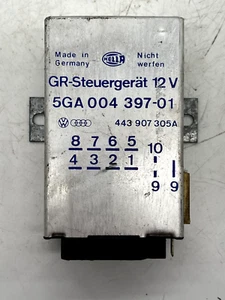 Made in Germany
HELLA
Nicht werfen
GR-Steuergerät 12 V
5GA 004 397-01
443 907 305A
8 7 6 5
4 3 2 1
10
9 9